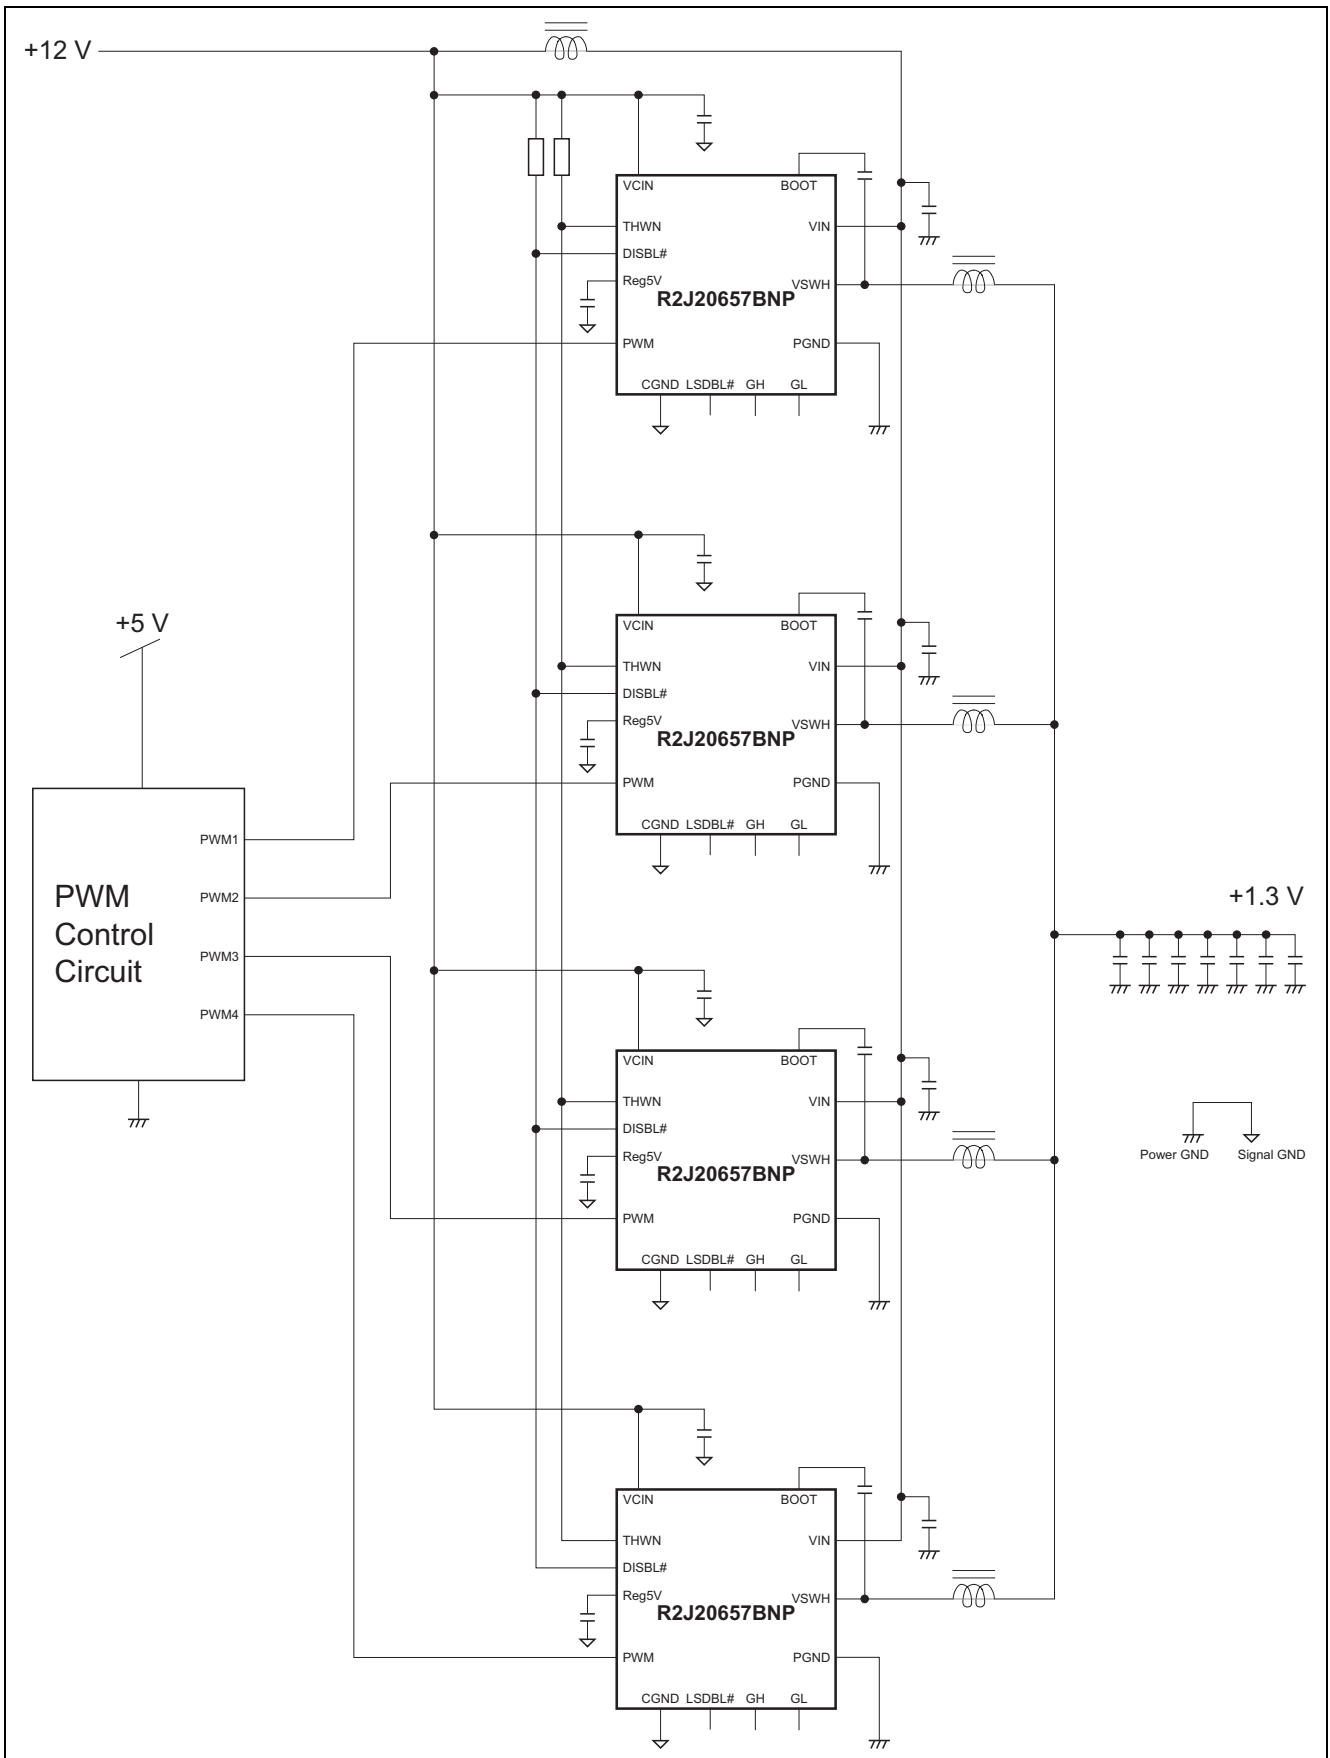 +12 V
VCIN
BOOT
THWN
VIN
DISBL#
Reg5V
VSWH
R2J20657BNP
PWM
PGND
CGND LSDBL# GH GL
+5 V
VCIN
BOOT
THWN
VIN
DISBL#
Reg5V
VSWH
R2J20657BNP
PWM
PGND
CGND LSDBL# GH GL
PWM1
PWM2
PWM3
PWM4
PWM
Control
Circuit
+1.3 V
VCIN
BOOT
THWN
VIN
DISBL#
Reg5V
VSWH
R2J20657BNP
PWM
PGND
CGND LSDBL# GH GL
Power GND
Signal GND
VCIN
BOOT
THWN
VIN
DISBL#
Reg5V
VSWH
R2J20657BNP
PWM
PGND
CGND LSDBL# GH GL